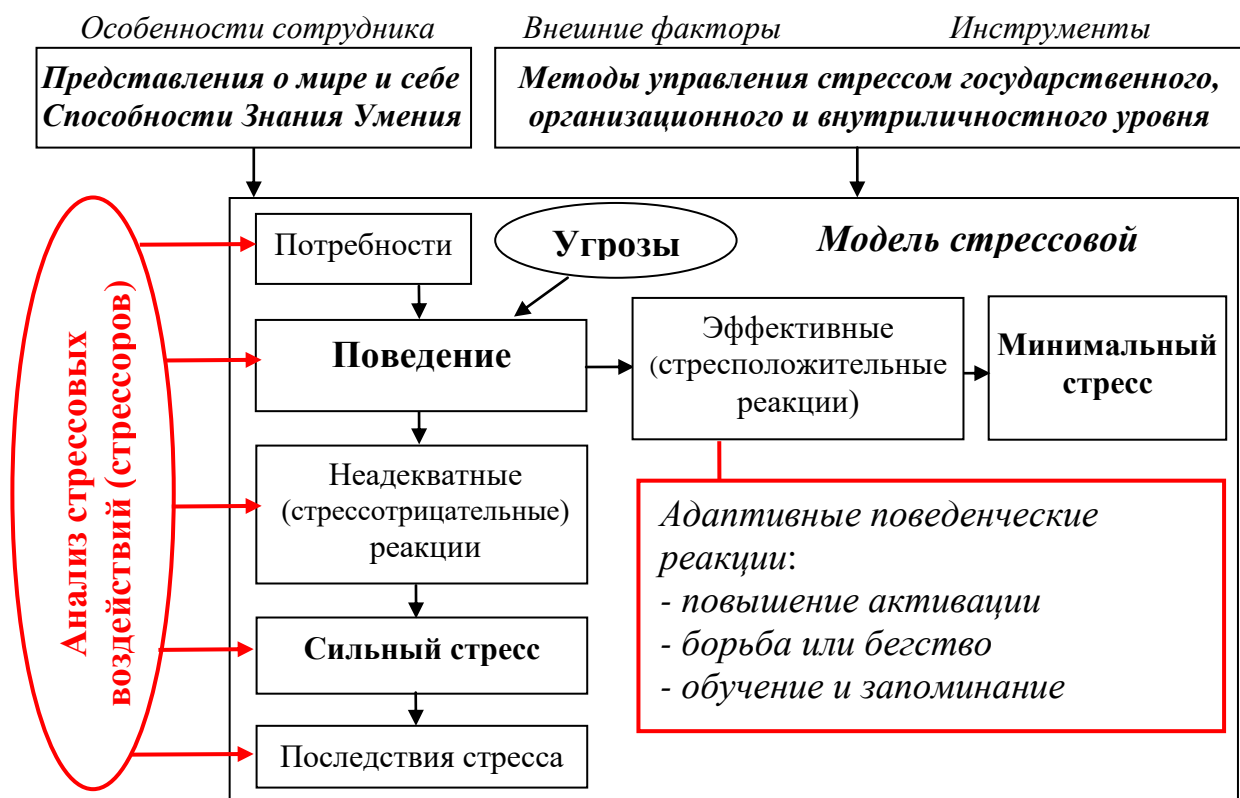 Особенности сотрудника
Внешние факторы
Инструменты
Представления о мире и себе
Способности Знания Умения
Методы управления стрессом государственного,
организационного и внутриличностного уровня
Анализ стрессовых
воздействий (стрессоров)
Потребности
Угрозы
Модель стрессовой
Поведение
Эффективные
(стресположительные
реакции)
Минимальный
стресс
Неадекватные
(стрессотрицательные)
реакции
Адаптивные поведенческие
реакции:
- повышение активации
- борьба или бегство
- обучение и запоминание
Сильный стресс
Последствия стресса